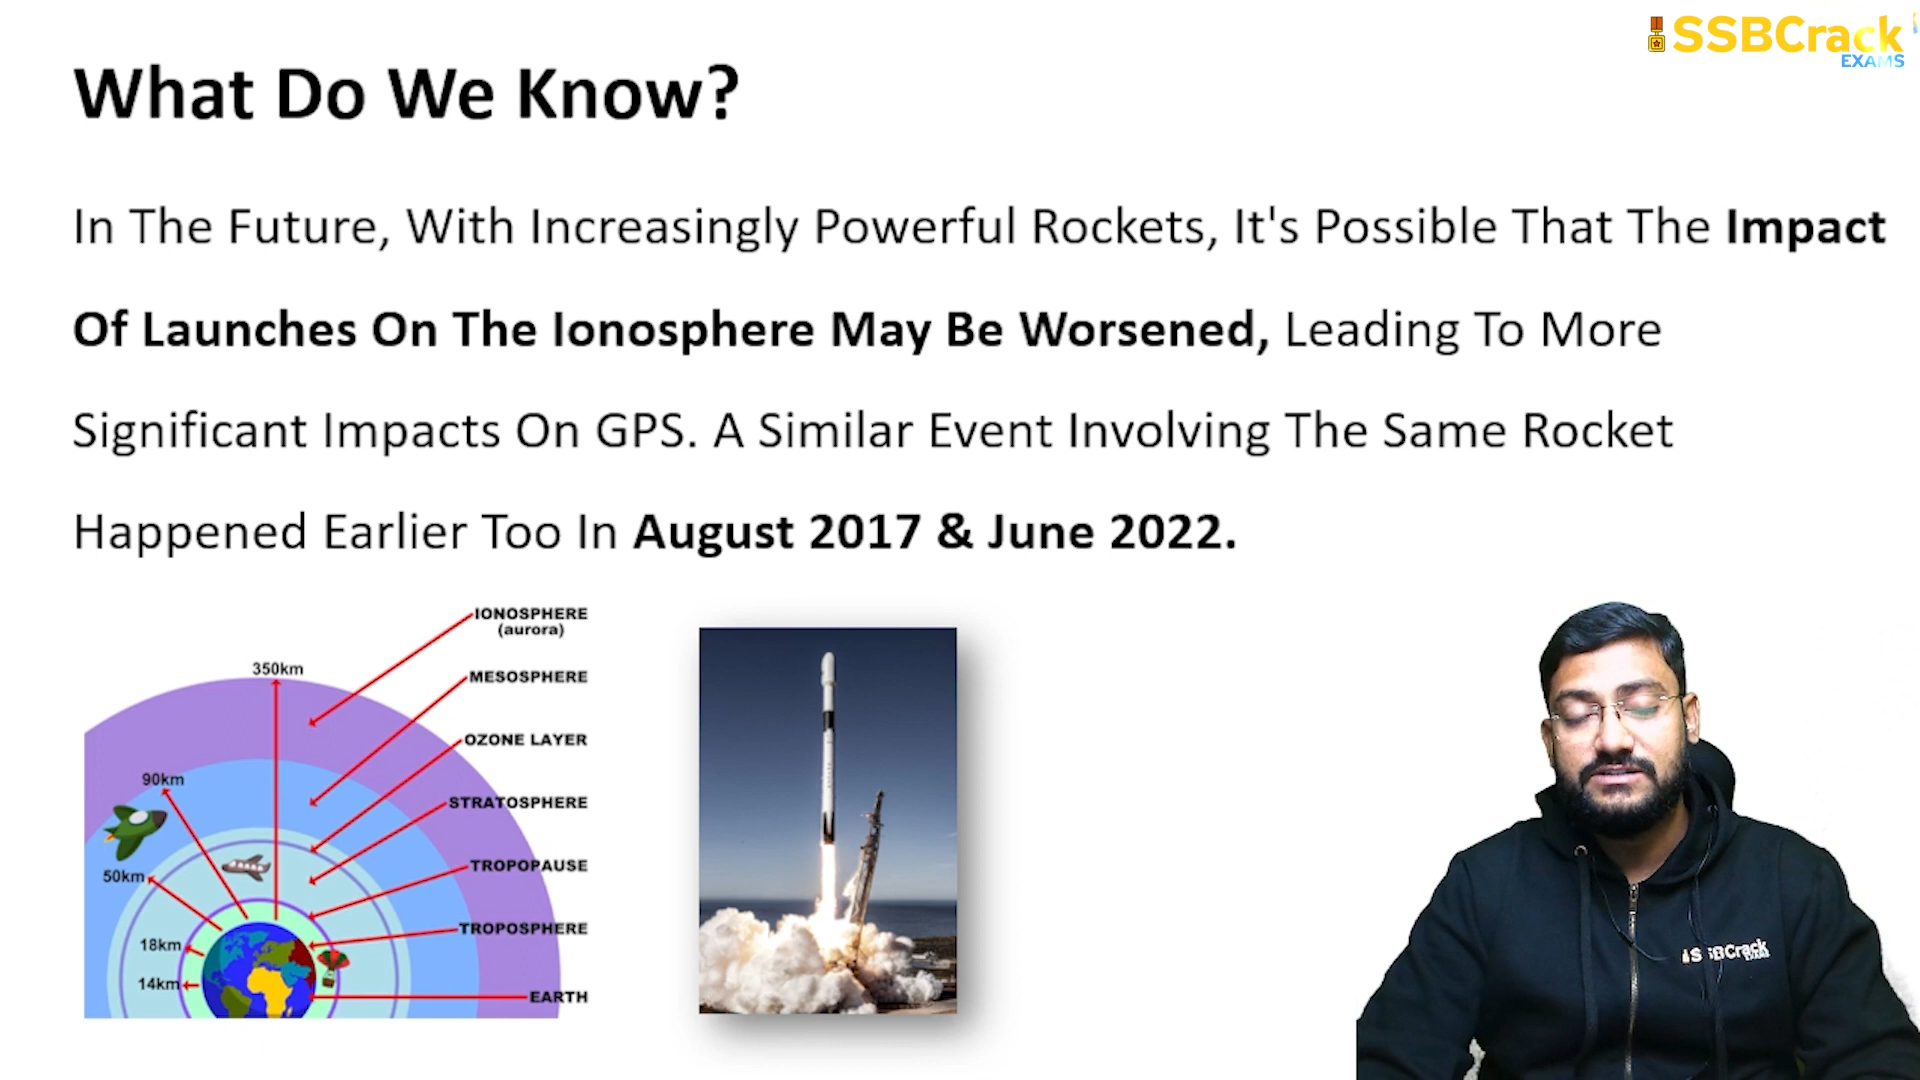 SSBCrack
EXAMS
What Do We Know?
In The Future, With Increasingly Powerful Rockets, It's Possible That The Impact
Of Launches On The Ionosphere May Be Worsened, Leading To More
Significant Impacts On GPS. A Similar Event Involving The Same Rocket
Happened Earlier Too In August 2017 & June 2022.
IONOSPHERE
(aurora)
350km
MESOSPHERE
OZONE LAYER
90km
STRATOSPHERE
TROPOPAUSE
50km
TROPOSPHERE
18km
14km
EARTH
SSBCrack
EXAMS